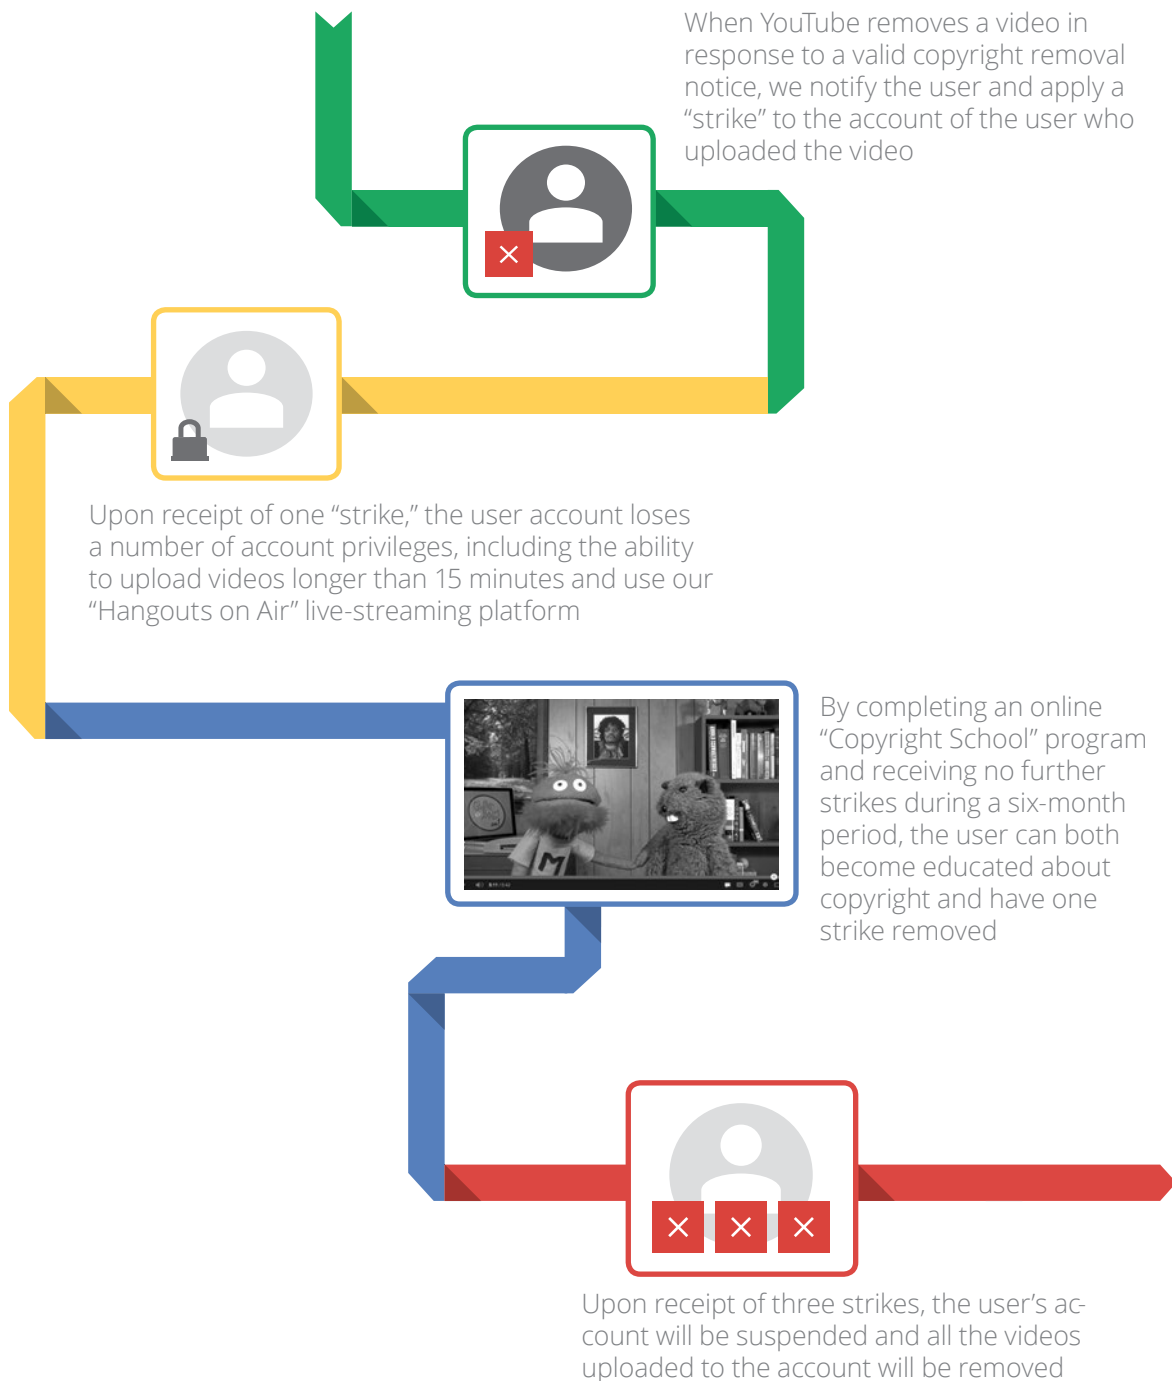 When YouTube removes a video in
response to a valid copyright removal
notice, we notify the user and apply a
“strike” to the account of the user who
uploaded the video
Upon receipt of one “strike,” the user account loses
a number of account privileges, including the ability
to upload videos longer than 15 minutes and use our
“Hangouts on Air” live-streaming platform
By completing an online
“Copyright School” program
and receiving no further
strikes during a six-month
period, the user can both
become educated about
copyright and have one
strike removed
M
Upon receipt of three strikes, the user’s ac-
count will be suspended and all the videos
uploaded to the account will be removed